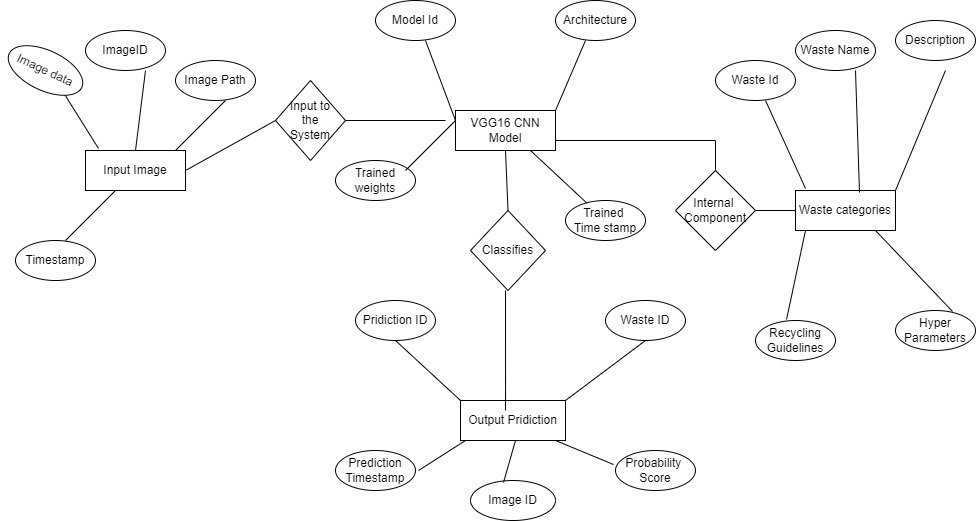 Model Id
Architecture
Image data
ImageID
Image Path
Waste Id
Waste Name
Description
Input to
the
System
VGG16 CNN
Model
Input Image
Trained
weights
Trained
Time stamp
Internal
Component
Waste categories
Timestamp
Classifies
Pridiction ID
Waste ID
Recycling
Guidelines
Hyper
Parameters
Output Pridiction
Prediction
Timestamp
Image ID
Probability
Score